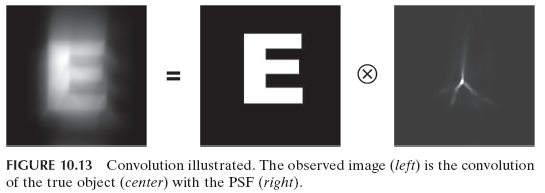 E = E ⊗
FIGURE 10.13 Convolution illustrated. The observed image (left) is the convolution
of the true object (center) with the PSF (right).